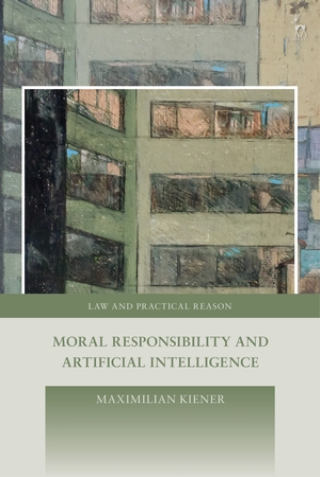 LAW AND PRACTICAL REASON
MORAL RESPONSIBILITY AND
ARTIFICIAL INTELLIGENCE
MAXIMILIAN KIENER